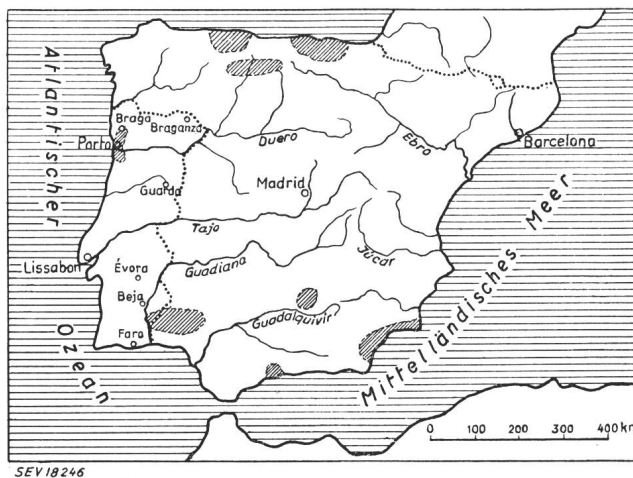 Atlantischer
Ozean
Braga
Braganza
Porto
Duero
Ebro
Barcelona
Guarda
Madrid
Tajo
Lissabon
Évora
Guadiana
Júcar
Beja
Guadalquivir
Faro
Mittelländisches Meer
0 100 200 300 400 km
SEV 18246